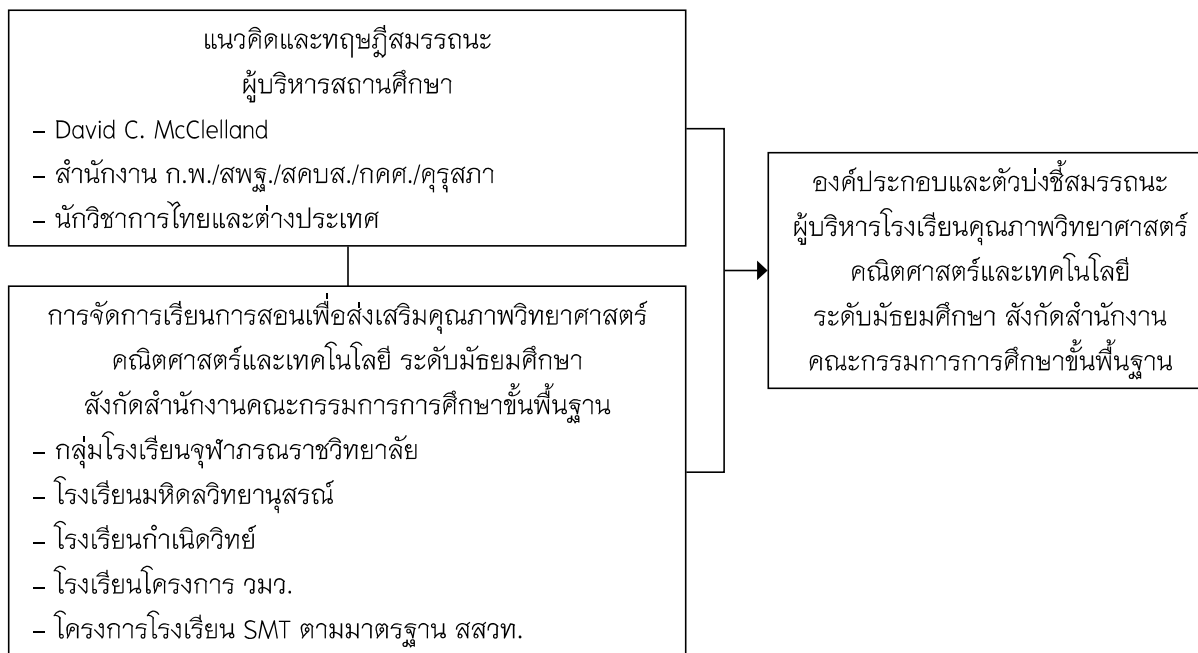 แนวคิดและทฤษฎีสมรรถนะ
ผู้บริหารสถานศึกษา
– David C. McClelland
– สำนักงาน ก.พ./สพฐ./สคบส./กคศ./คุรุสภา
– นักวิชาการไทยและต่างประเทศ
การจัดการเรียนการสอนเพื่อส่งเสริมคุณภาพวิทยาศาสตร์
คณิตศาสตร์และเทคโนโลยี ระดับมัธยมศึกษา
สังกัดสำนักงานคณะกรรมการการศึกษาขั้นพื้นฐาน
– กลุ่มโรงเรียนจุฬาภรณราชวิทยาลัย
– โรงเรียนมหิดลวิทยานุสรณ์
– โรงเรียนกำเนิดวิทย์
– โรงเรียนโครงการ วมว.
– โครงการโรงเรียน SMT ตามมาตรฐาน สสวท.
องค์ประกอบและตัวบ่งชี้สมรรถนะ
ผู้บริหารโรงเรียนคุณภาพวิทยาศาสตร์
คณิตศาสตร์และเทคโนโลยี
ระดับมัธยมศึกษา สังกัดสำนักงาน
คณะกรรมการการศึกษาขั้นพื้นฐาน